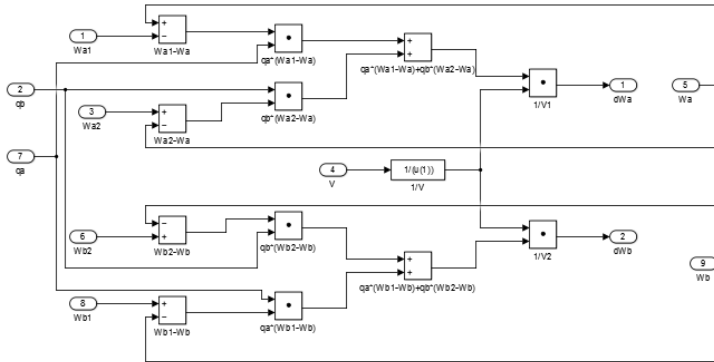 1
Wa1
+
−
Wa1-Wa
qa*(Wa1-Wa)
+
+
qa*(Wa1-Wa)+qb*(Wa2-Wa)
1/V1
1
dWa
5
Wa
2
qb
3
Wa2
+
−
Wa2-Wa
qb*(Wa2-Wa)
7
qa
4
V
1/(u(1))
1/V
6
Wb2
−
+
Wb2-Wb
qb*(Wb2-Wb)
1/V2
2
dWb
9
Wb
+
+
qa*(Wb1-Wb)+qb*(Wb2-Wb)
8
Wb1
+
−
Wb1-Wb
qa*(Wb1-Wb)